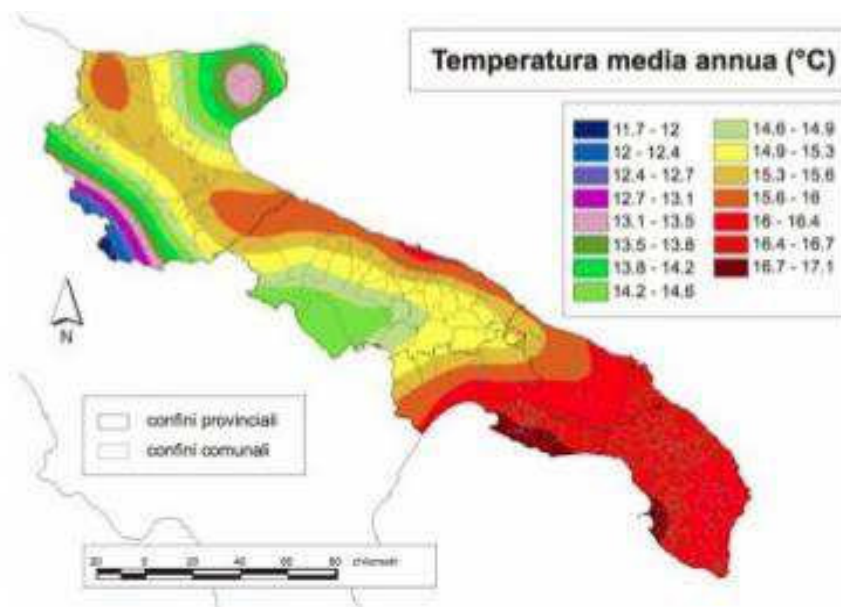 Temperatura media annua (°C)
11.7 - 12
12 - 12.4
12.4 - 12.7
12.7 - 13.1
13.1 - 13.5
13.5 - 13.8
13.8 - 14.2
14.2 - 14.6
14.6 - 14.9
14.9 - 15.3
15.3 - 15.6
15.6 - 16
16 - 16.4
16.4 - 16.7
16.7 - 17.1
N
confini provinciali
confini comunali
20 0 20 40 60 80 chilometri